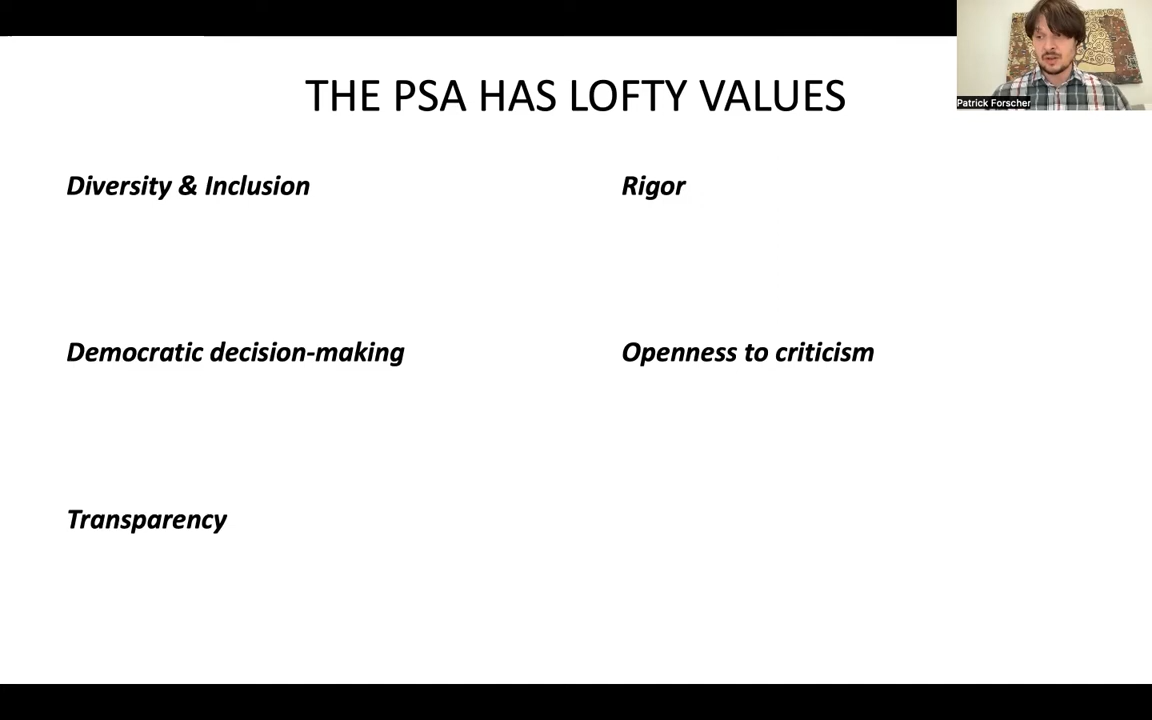 THE PSA HAS LOFTY VALUES
Patrick Forscher
Diversity & Inclusion
Rigor
Democratic decision-making
Openness to criticism
Transparency